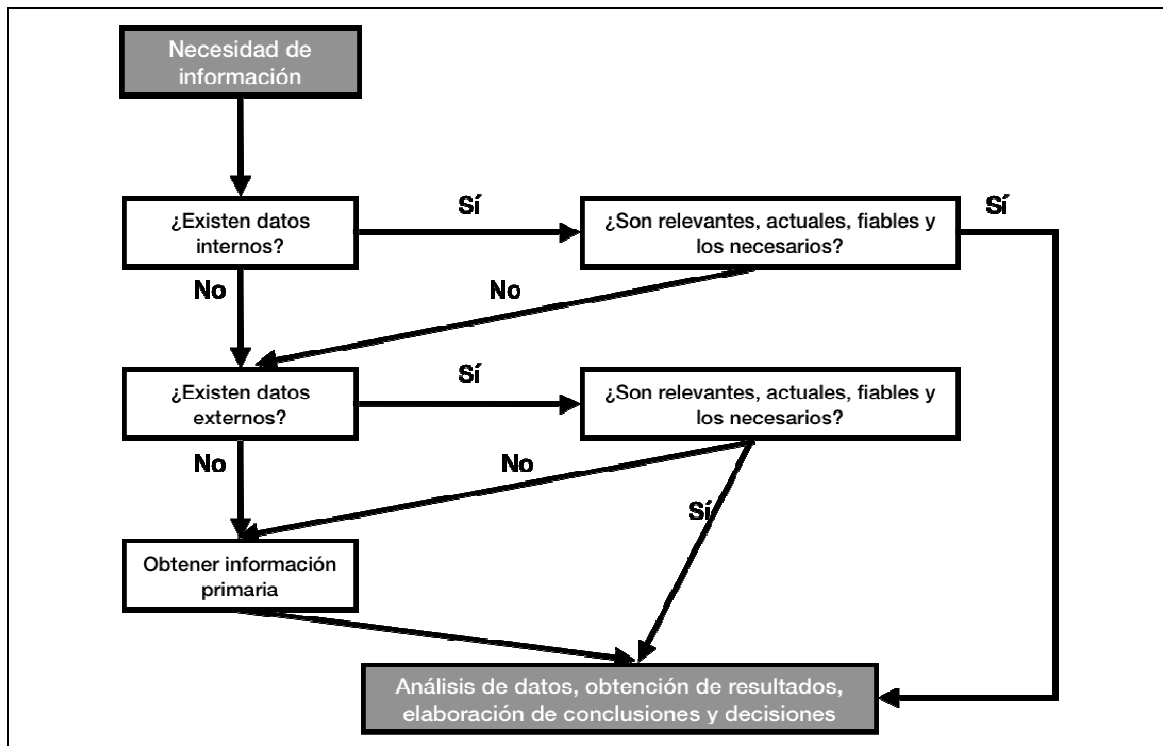 Necesidad de
información
¿Existen datos
internos?
Sí
¿Son relevantes, actuales, fiables y
los necesarios?
Sí
No
No
¿Existen datos
externos?
Sí
¿Son relevantes, actuales, fiables y
los necesarios?
No
No
Sí
Obtener información
primaria
Análisis de datos, obtención de resultados,
elaboración de conclusiones y decisiones